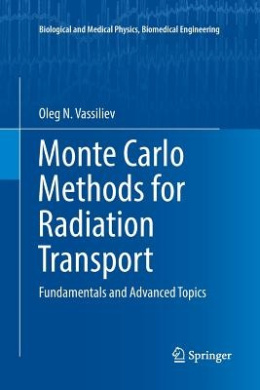 Biological and Medical Physics, Biomedical Engineering
Oleg N. Vassiliev
Monte Carlo
Methods for
Radiation
Transport
Fundamentals and Advanced Topics
Springer